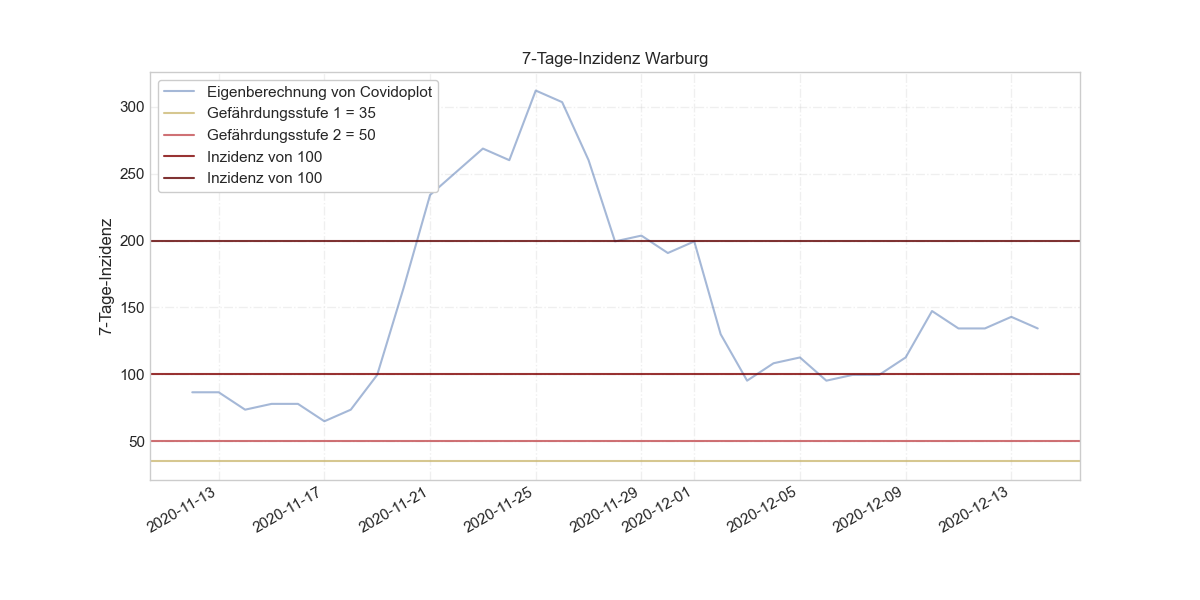 7-Tage-Inzidenz Warburg
Eigenberechnung von Covidoplot
Gefährdungsstufe 1 = 35
Gefährdungsstufe 2 = 50
Inzidenz von 100
Inzidenz von 100
7-Tage-Inzidenz
300
250
200
150
100
50
2020-11-13
2020-11-17
2020-11-21
2020-11-25
2020-11-29
2020-12-01
2020-12-05
2020-12-09
2020-12-13